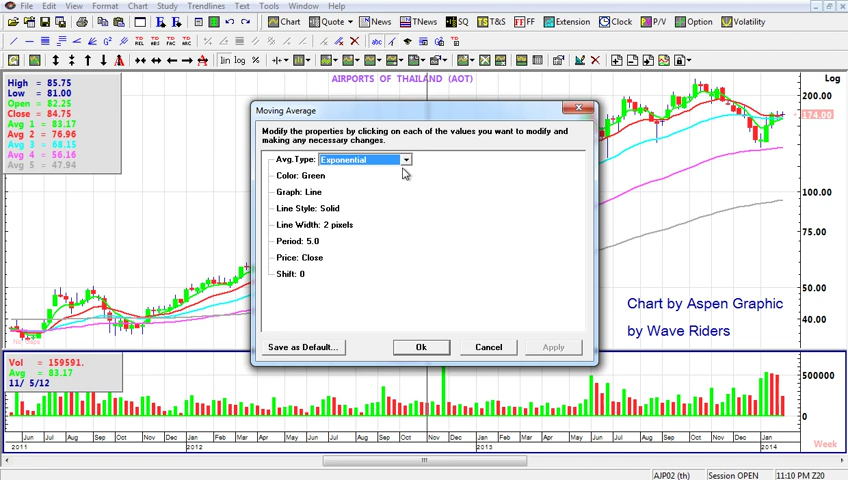 File Edit View Format Chart Study Trendlines Text Tools Window Help
Chart Quote News TNews SQ T&S FF Extension Clock P/V Option Volatility
abc
lin log %
AIRPORTS OF THAILAND (AOT)
Log
High = 85.75
Low = 81.00
Open = 82.25
Close = 84.75
Avg 1 = 83.17
Avg 2 = 76.96
Avg 3 = 68.15
Avg 4 = 56.16
Avg 5 = 47.94
200.00
174.00
100.00
75.00
50.00
40.00
Moving Average
Modify the properties by clicking on each of the values you want to modify and
making any necessary changes.
Avg.Type: Exponential
Color: Green
Graph: Line
Line Style: Solid
Line Width: 2 pixels
Period: 5.0
Price: Close
Shift: 0
Save as Default... Ok Cancel Apply
Chart by Aspen Graphic
by Wave Riders
Vol = 159591.
Avg = 83.17
11/ 5/12
500000
0
Jun Jul Aug Sep Oct Nov Dec Jan Feb Mar Apr May Jun Jul Aug Sep Oct Nov Dec Jan Feb Mar Apr May Jun Jul Aug Sep Oct Nov Dec Jan
2011 2012 2013 2014
Week
AJP02 (th) Session OPEN 11:10 PM Z20